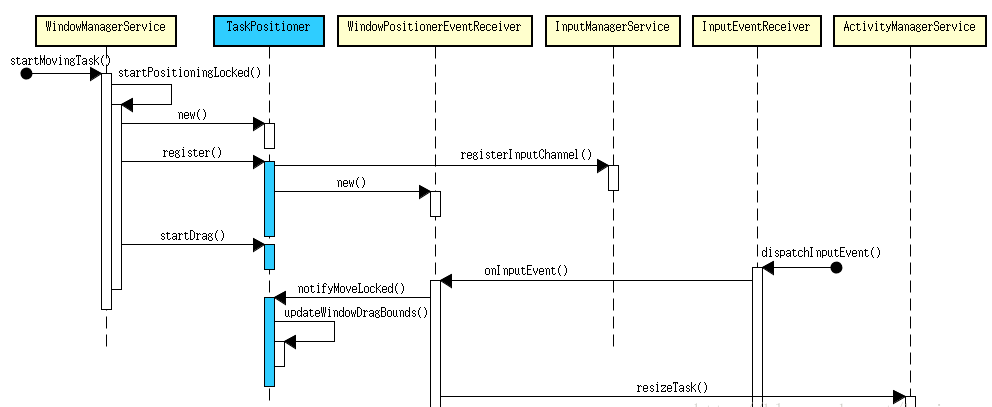 WindowManagerService
TaskPositioner
WindowPositionerEventReceiver
InputManagerService
InputEventReceiver
ActivityManagerService
startMovingTask()
startPositioningLocked()
new()
register()
registerInputChannel()
new()
startDrag()
dispatchInputEvent()
onInputEvent()
notifyMoveLocked()
updateWindowDragBounds()
resizeTask()